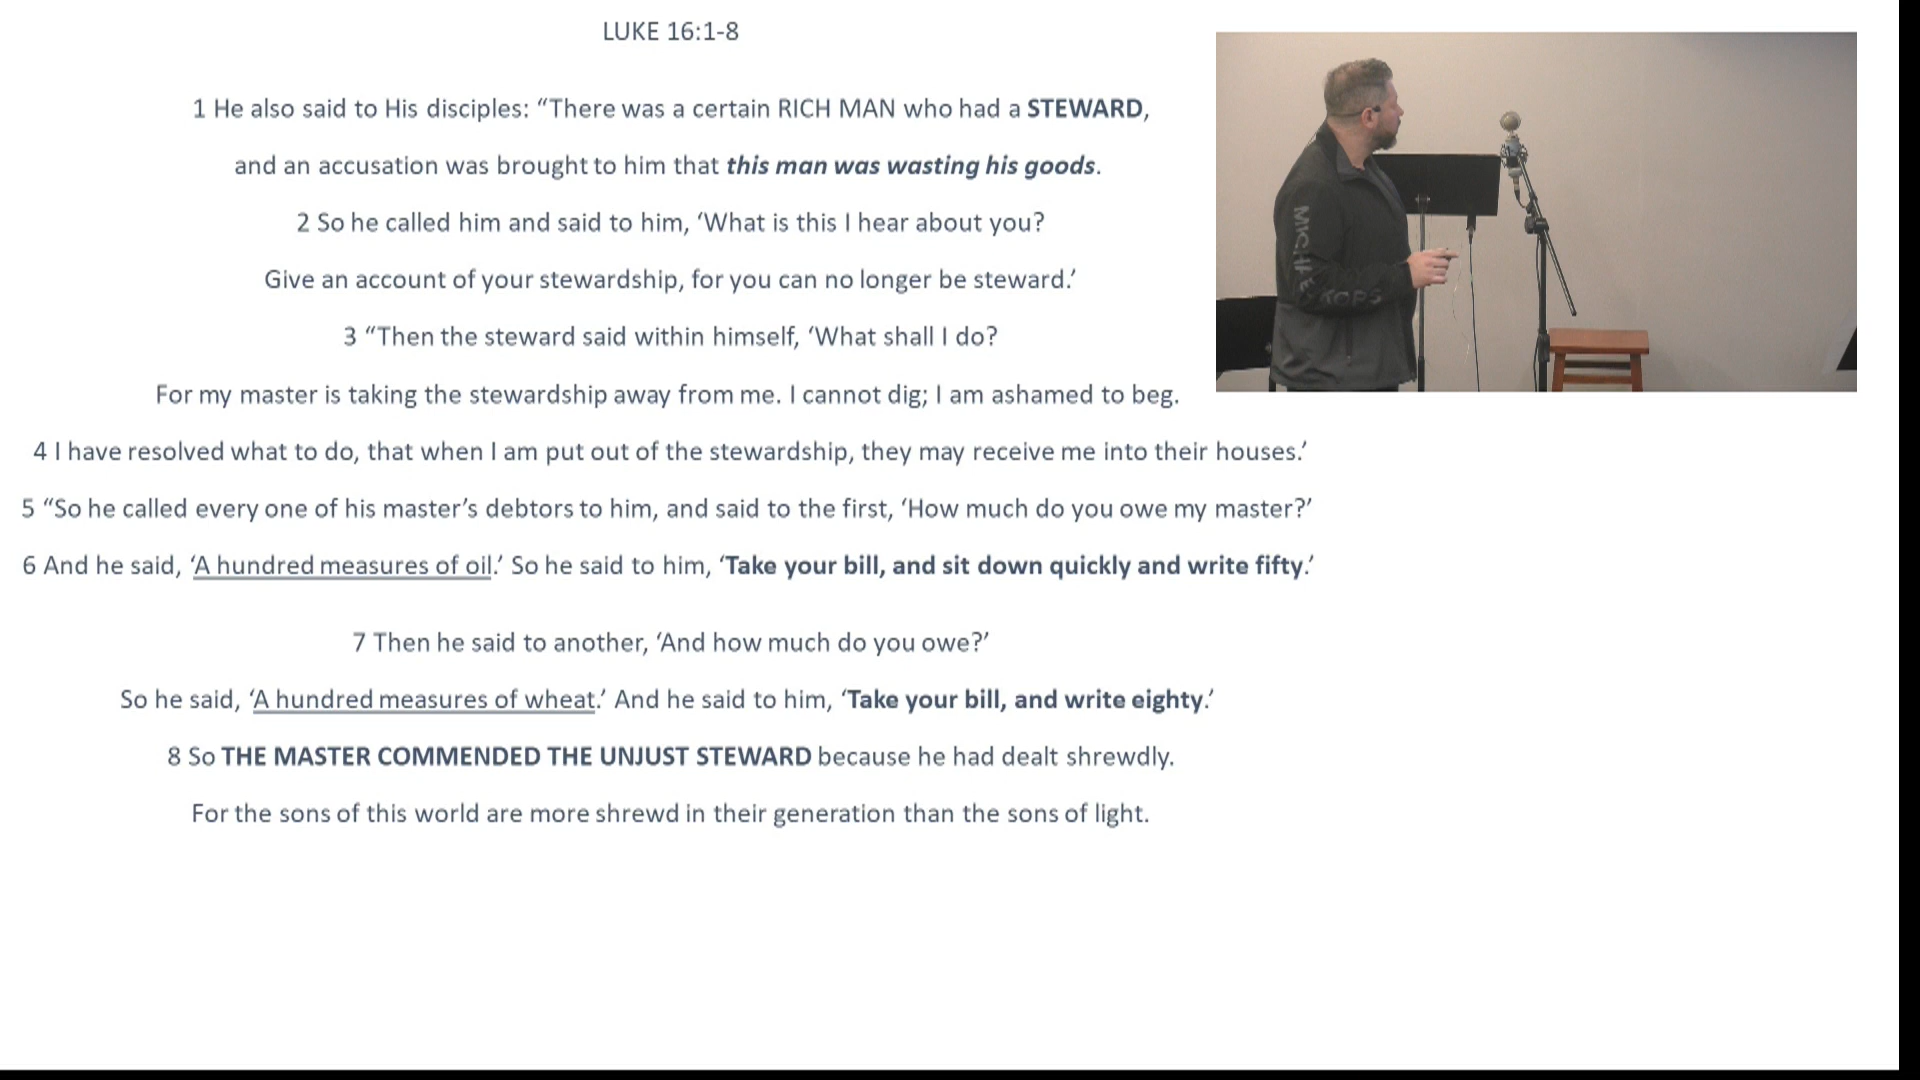 LUKE 16:1-8
1 He also said to His disciples: “There was a certain RICH MAN who had a STEWARD,
and an accusation was brought to him that this man was wasting his goods.
2 So he called him and said to him, ‘What is this I hear about you?
Give an account of your stewardship, for you can no longer be steward.’
3 “Then the steward said within himself, ‘What shall I do?
For my master is taking the stewardship away from me. I cannot dig; I am ashamed to beg.
4 I have resolved what to do, that when I am put out of the stewardship, they may receive me into their houses.’
5 “So he called every one of his master’s debtors to him, and said to the first, ‘How much do you owe my master?’
6 And he said, ‘A hundred measures of oil.’ So he said to him, ‘Take your bill, and sit down quickly and write fifty.’
7 Then he said to another, ‘And how much do you owe?’
So he said, ‘A hundred measures of wheat.’ And he said to him, ‘Take your bill, and write eighty.’
8 So THE MASTER COMMENDED THE UNJUST STEWARD because he had dealt shrewdly.
For the sons of this world are more shrewd in their generation than the sons of light.